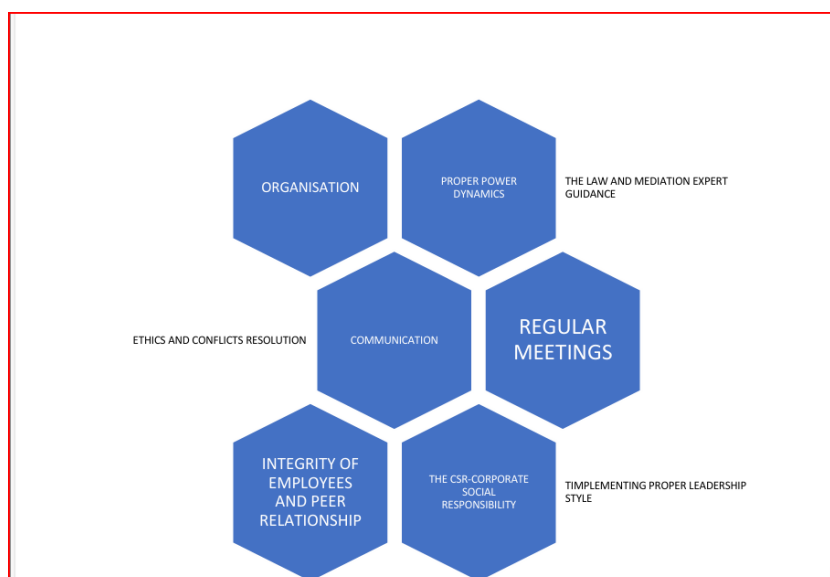 ORGANISATION
PROPER POWER
DYNAMICS
THE LAW AND MEDIATION EXPERT
GUIDANCE
ETHICS AND CONFLICTS RESOLUTION
COMMUNICATION
REGULAR
MEETINGS
INTEGRITY OF
EMPLOYEES
AND PEER
RELATIONSHIP
THE CSR-CORPORATE
SOCIAL
RESPONSIBILITY
TIMPLEMENTING PROPER LEADERSHIP
STYLE